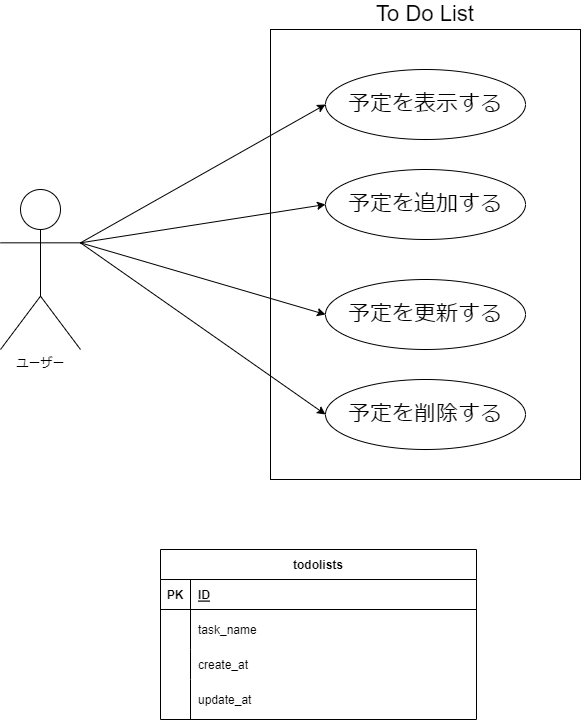 To Do List
予定を表示する
予定を追加する
予定を更新する
予定を削除する
ユーザー
todolists
PK ID
task_name
create_at
update_at